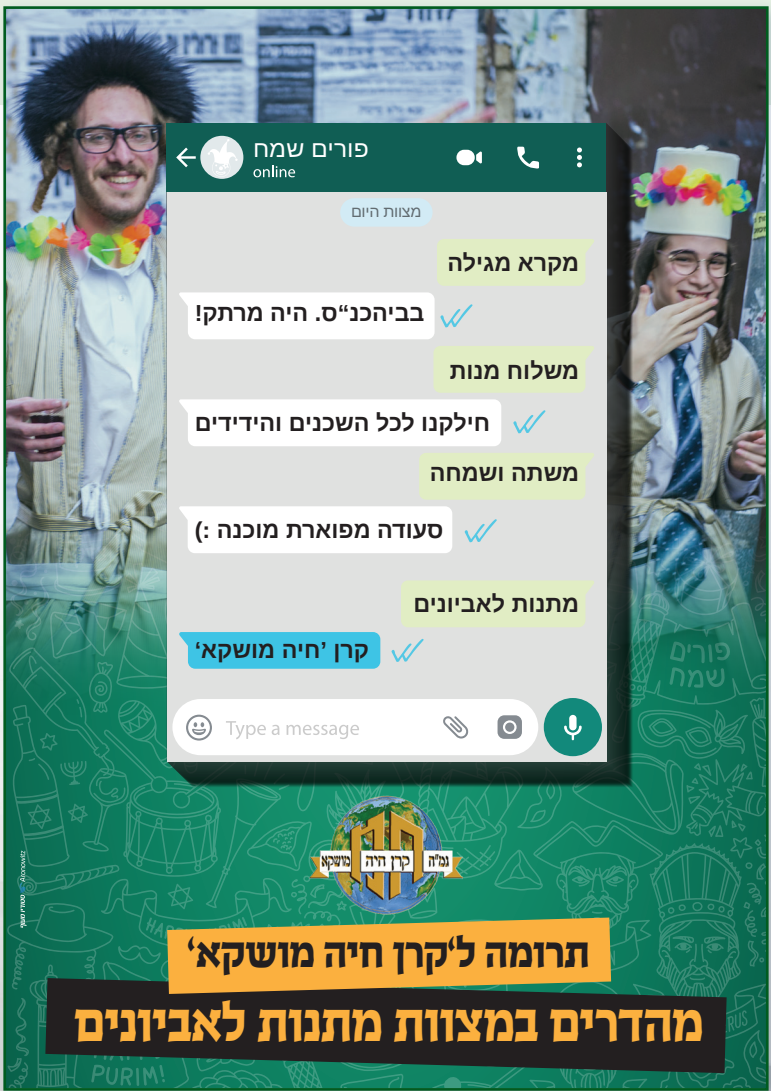 פורים שמח
online
מצוות היום
מקרא מגילה
בביהכנ"ס. היה מרתק!
משלוח מנות
חילקנו לכל השכנים והידידים
משתה ושמחה
סעודה מפוארת מוכנה :)
מתנות לאביונים
קרן 'חיה מושקא'
Type a message
פורים
שמח
גמ"ח קרן חיה מושקא
תרומה ל'קרן חיה מושקא'
מהדרים במצוות מתנות לאביונים
PURIM!